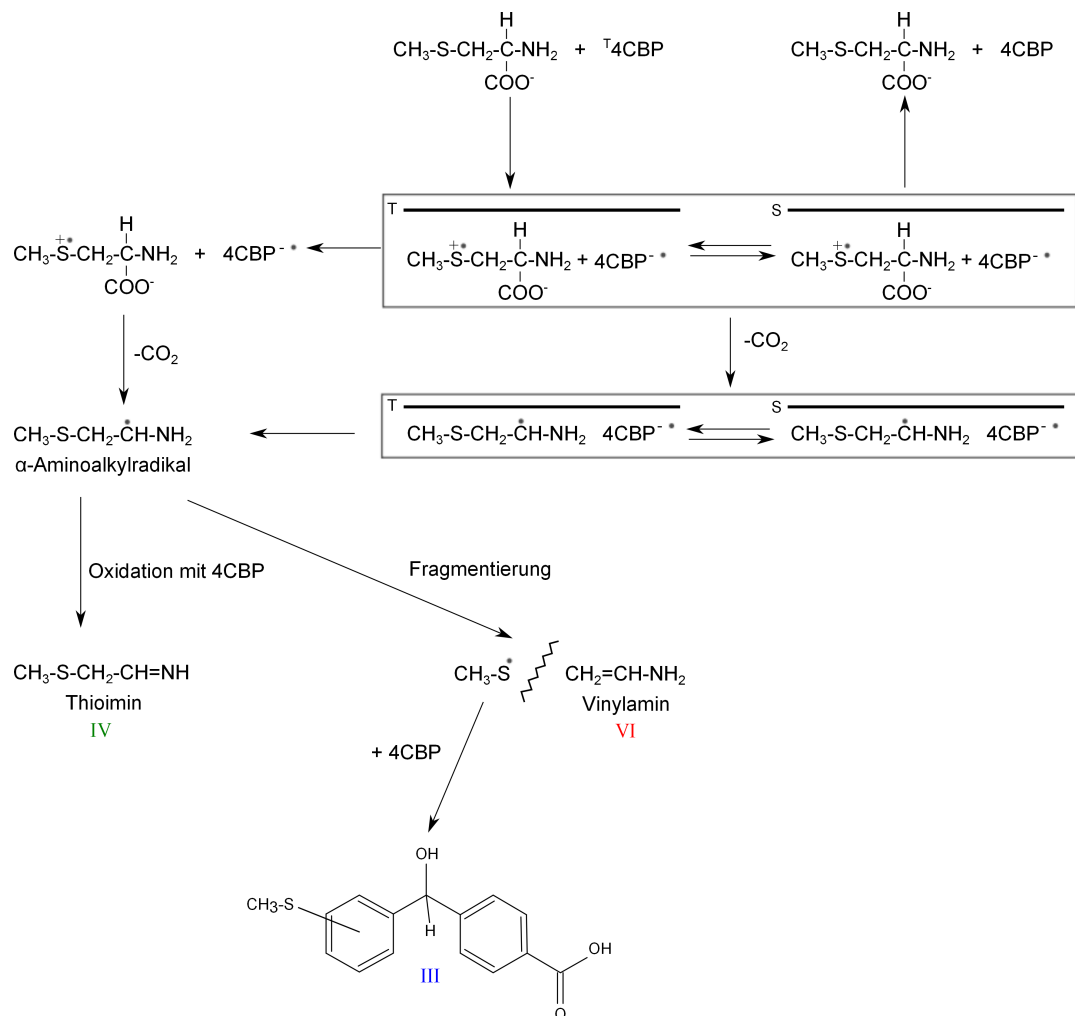 H
CH₃-S-CH₂-C-NH₂ + ᵀ4CBP
COO⁻
H
CH₃-S-CH₂-C-NH₂ + 4CBP
COO⁻
H
CH₃-S⁺•-CH₂-C-NH₂ + 4CBP⁻•
COO⁻
T
H
CH₃-S⁺•-CH₂-C-NH₂ + 4CBP⁻•
COO⁻
S
H
CH₃-S⁺•-CH₂-C-NH₂ + 4CBP⁻•
COO⁻
-CO₂
-CO₂
CH₃-S-CH₂-ĊH-NH₂
α-Aminoalkylradikal
T
CH₃-S-CH₂-ĊH-NH₂ 4CBP⁻•
S
CH₃-S-CH₂-ĊH-NH₂ 4CBP⁻•
Oxidation mit 4CBP
Fragmentierung
CH₃-S-CH₂-CH=NH
Thioimin
IV
CH₃-S•
CH₂=CH-NH₂
Vinylamin
VI
+ 4CBP
OH
CH₃-S
H
OH
O
III